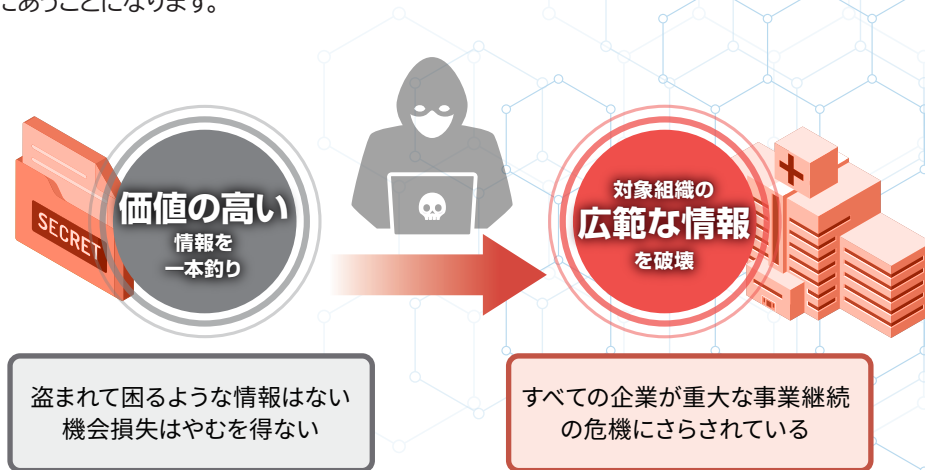 にあうことになります。
SECRET
価値の高い
情報を
一本釣り
対象組織の
広範な情報
を破壊
盗まれて困るような情報はない
機会損失はやむを得ない
すべての企業が重大な事業継続
の危機にさらされている